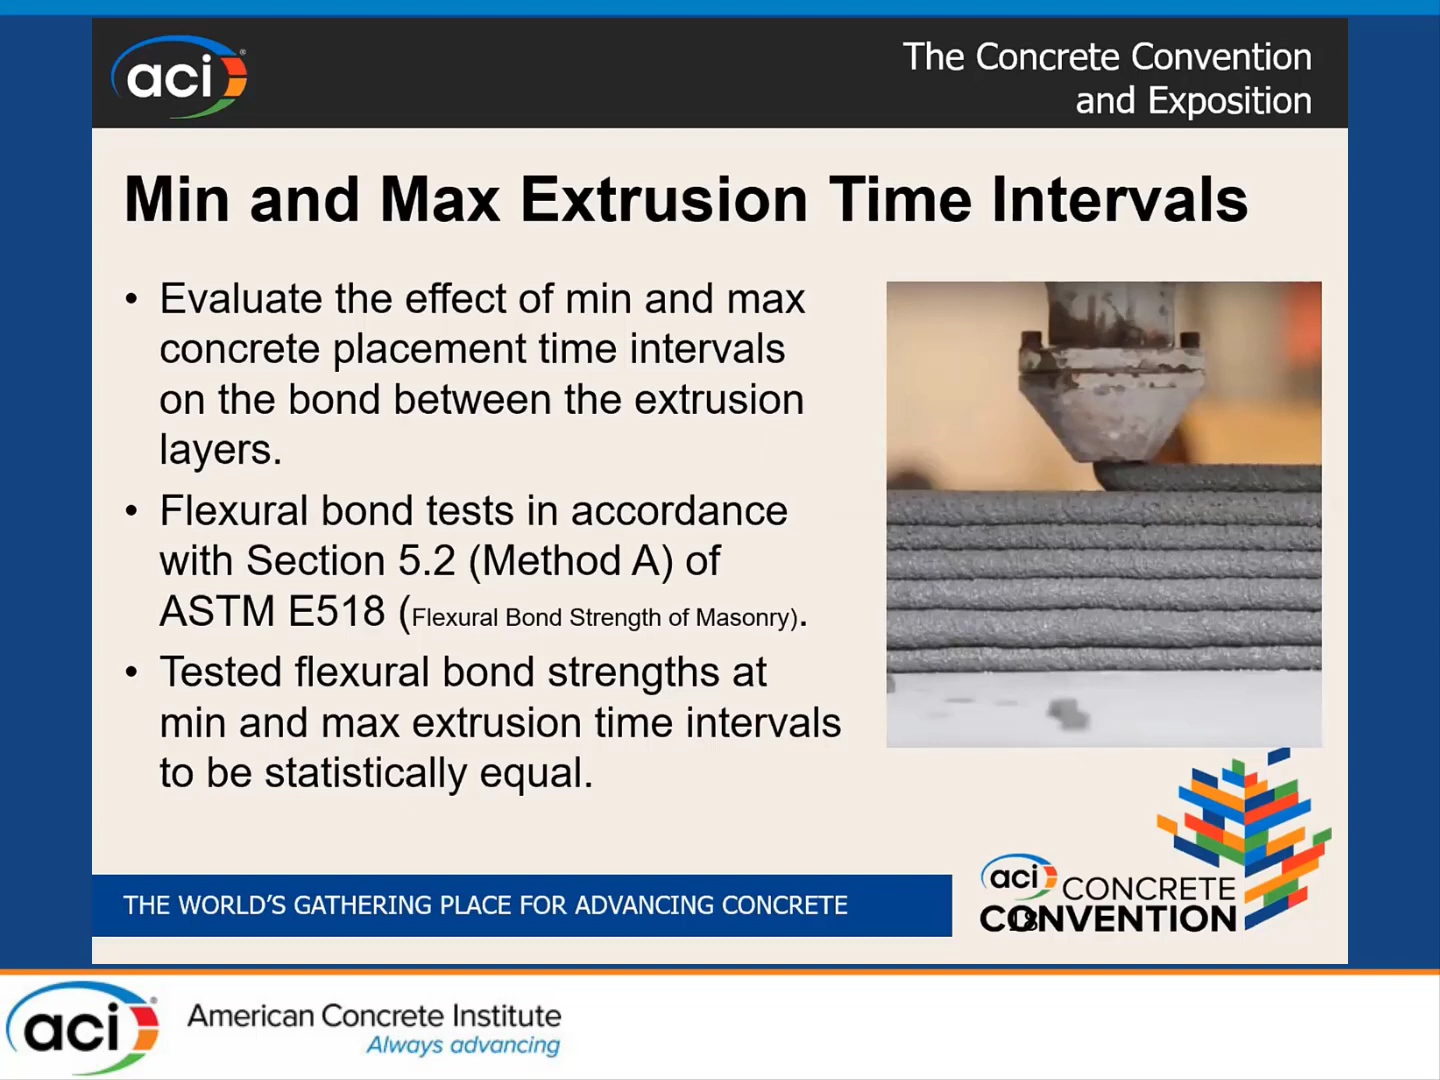 aci
The Concrete Convention
and Exposition
Min and Max Extrusion Time Intervals
• Evaluate the effect of min and max
concrete placement time intervals
on the bond between the extrusion
layers.
• Flexural bond tests in accordance
with Section 5.2 (Method A) of
ASTM E518 (Flexural Bond Strength of Masonry).
• Tested flexural bond strengths at
min and max extrusion time intervals
to be statistically equal.
THE WORLD'S GATHERING PLACE FOR ADVANCING CONCRETE
aci CONCRETE
CONVENTION
18
aci
American Concrete Institute
Always advancing